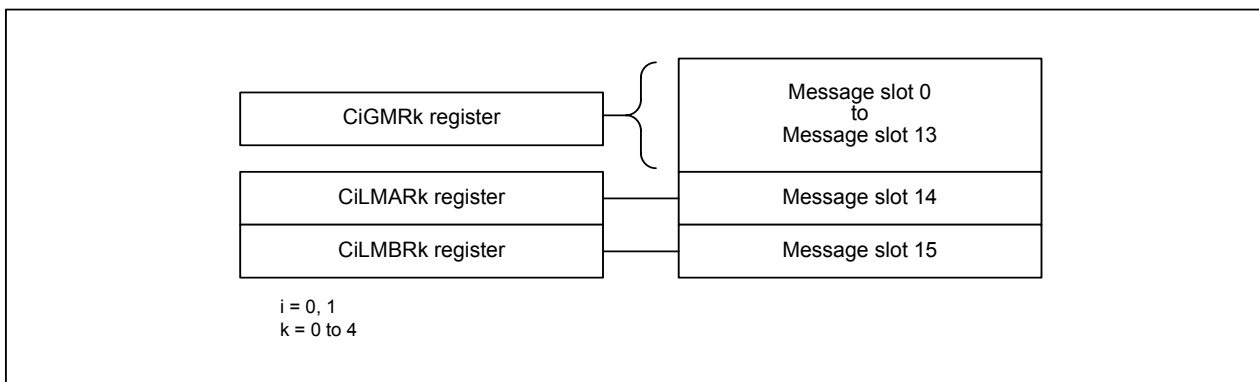 CiGMRk register
Message slot 0
to
Message slot 13
CiLMARk register
Message slot 14
CiLMBRk register
Message slot 15
i = 0, 1
k = 0 to 4